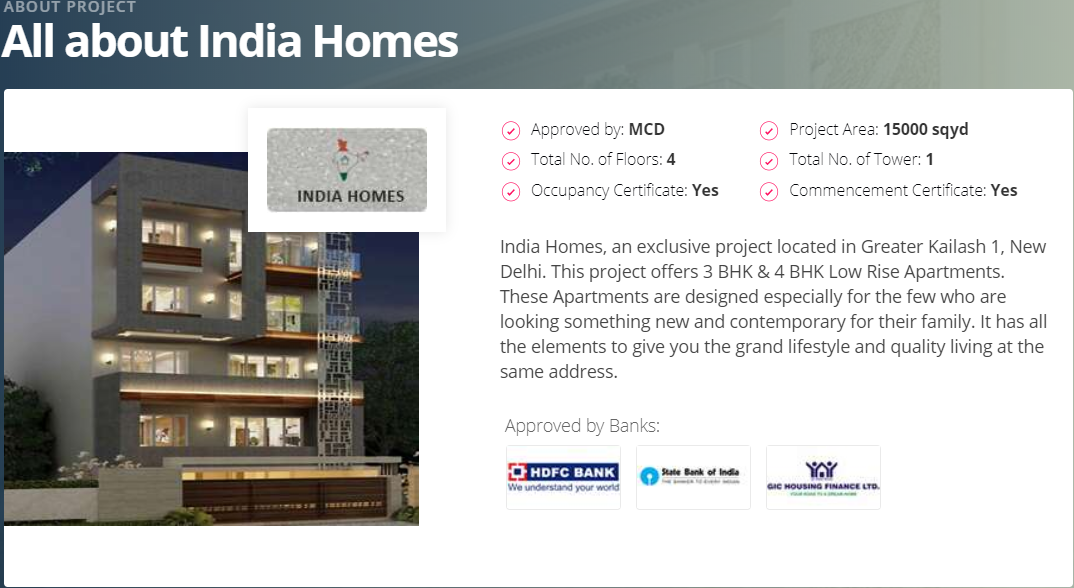 ABOUT PROJECT
All about India Homes
INDIA HOMES
Approved by: MCD
Project Area: 15000 sqyd
Total No. of Floors: 4
Total No. of Tower: 1
Occupancy Certificate: Yes
Commencement Certificate: Yes
India Homes, an exclusive project located in Greater Kailash 1, New
Delhi. This project offers 3 BHK & 4 BHK Low Rise Apartments.
These Apartments are designed especially for the few who are
looking something new and contemporary for their family. It has all
the elements to give you the grand lifestyle and quality living at the
same address.
Approved by Banks:
HDFC BANK
We understand your world
State Bank of India
THE BANKER TO EVERY INDIAN
GIC HOUSING FINANCE LTD.
YOUR ROAD TO A DREAM HOME